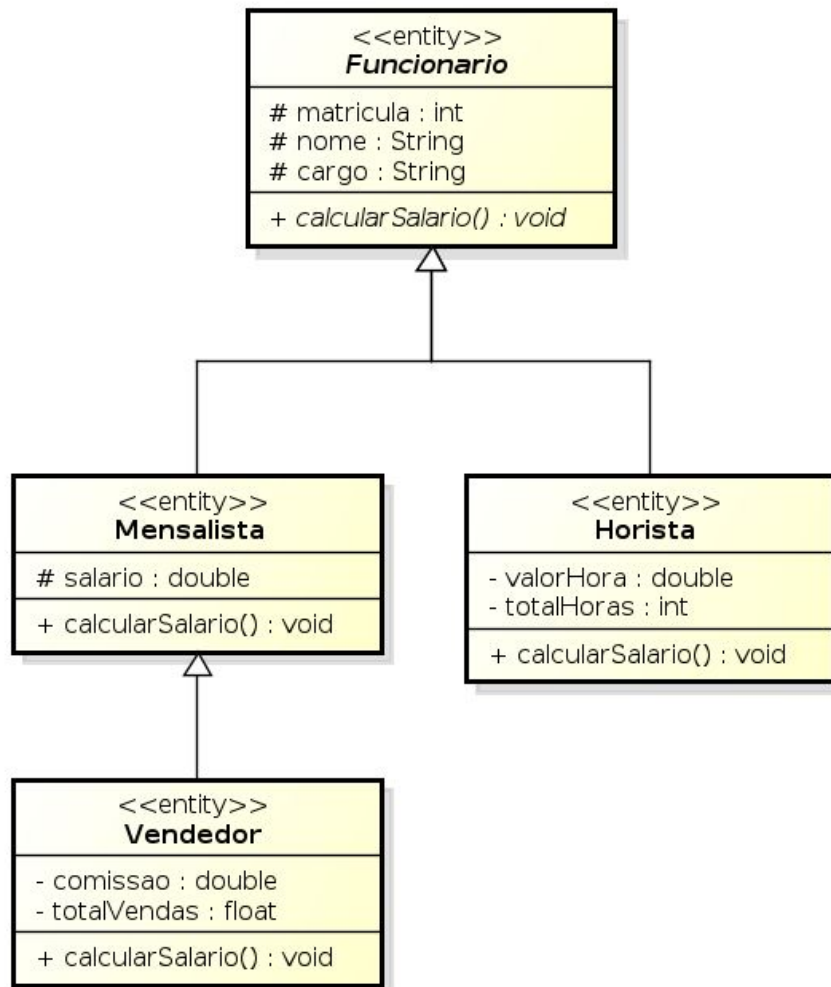 <<entity>>
Funcionario
# matricula : int
# nome : String
# cargo : String
+ calcularSalario() : void
<<entity>>
Mensalista
# salario : double
+ calcularSalario() : void
<<entity>>
Horista
- valorHora : double
- totalHoras : int
+ calcularSalario() : void
<<entity>>
Vendedor
- comissao : double
- totalVendas : float
+ calcularSalario() : void